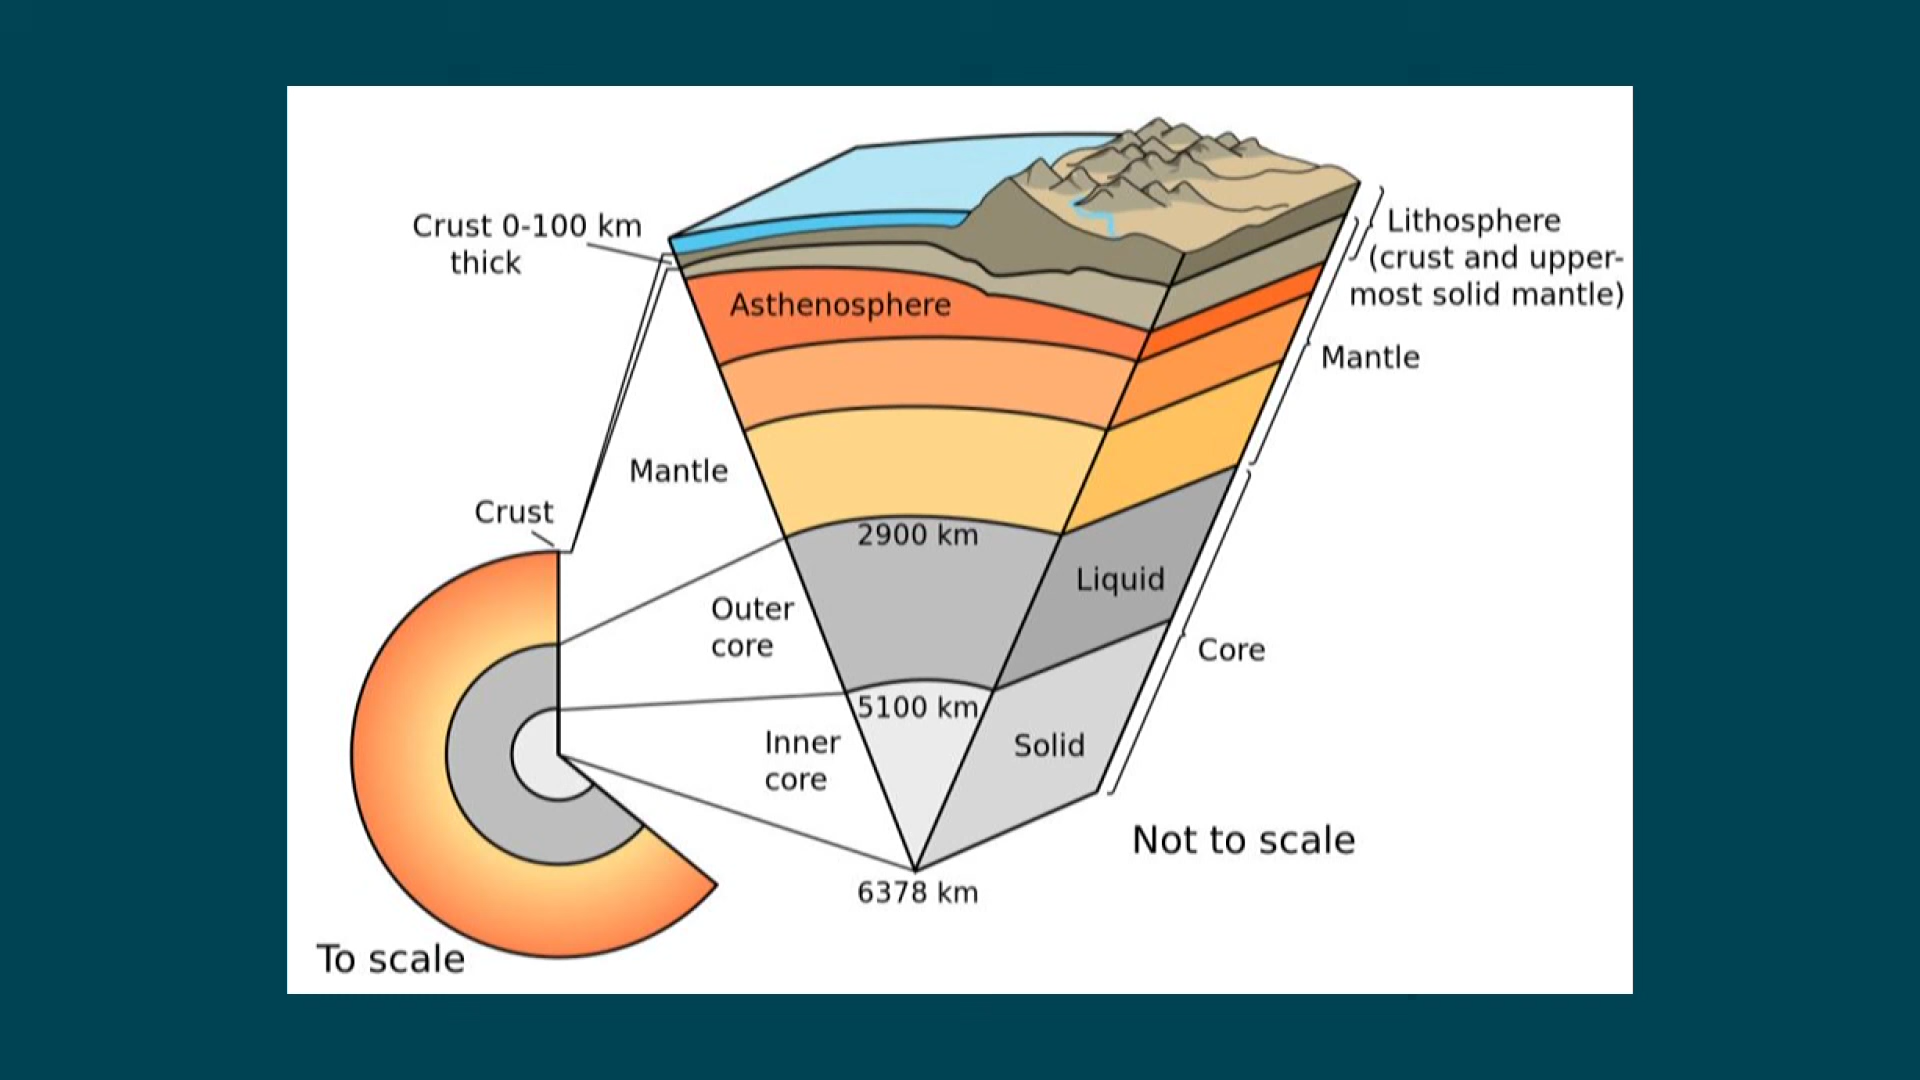 Crust 0-100 km
thick
Lithosphere
(crust and upper-
most solid mantle)
Asthenosphere
Mantle
Mantle
Crust
2900 km
Liquid
Outer
core
Core
5100 km
Inner
core
Solid
Not to scale
6378 km
To scale